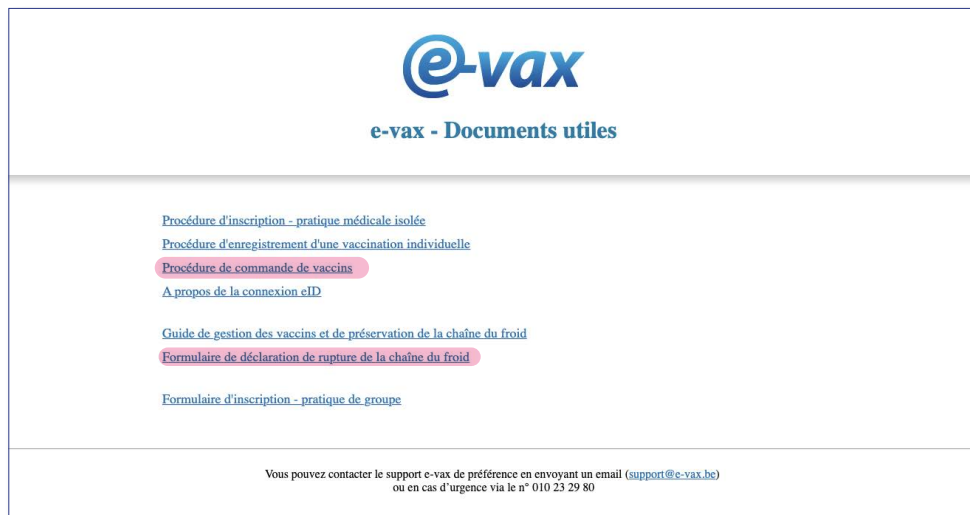 e-vax
e-vax - Documents utiles
Procédure d'inscription - pratique médicale isolée
Procédure d'enregistrement d'une vaccination individuelle
Procédure de commande de vaccins
A propos de la connexion eID
Guide de gestion des vaccins et de préservation de la chaîne du froid
Formulaire de déclaration de rupture de la chaîne du froid
Formulaire d'inscription - pratique de groupe
Vous pouvez contacter le support e-vax de préférence en envoyant un email (support@e-vax.be)
ou en cas d’urgence via le n° 010 23 29 80